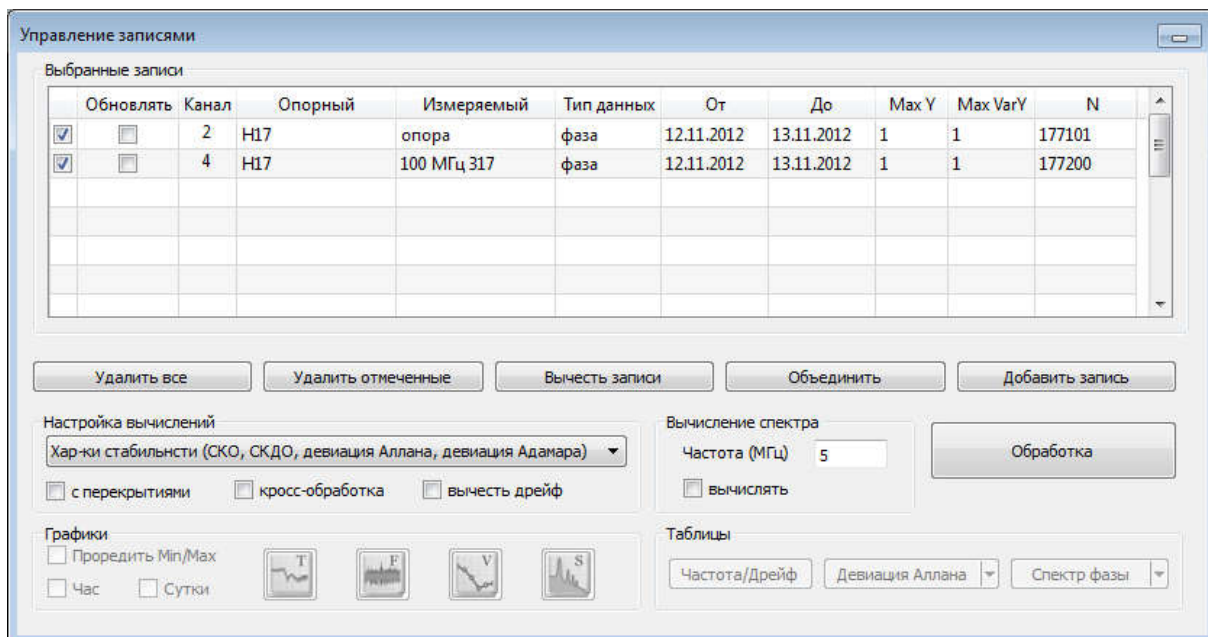 Управление записями
Выбранные записи
Обновлять Канал Опорный Измеряемый Тип данных От До Max Y Max VarY N
2 H17 опора фаза 12.11.2012 13.11.2012 1 1 177101
4 H17 100 МГц 317 фаза 12.11.2012 13.11.2012 1 1 177200
Удалить все Удалить отмеченные Вычесть записи Объединить Добавить запись
Настройка вычислений Вычисление спектра
Хар-ки стабильнсти (СКО, СКДО, девиация Аллана, девиация Адамара) Частота (МГц) 5 Обработка
с перекрытиями кросс-обработка вычесть дрейф вычислять
Графики Таблицы
Проредить Min/Max T F V S
Час Сутки Частота/Дрейф Девиация Аллана Спектр фазы